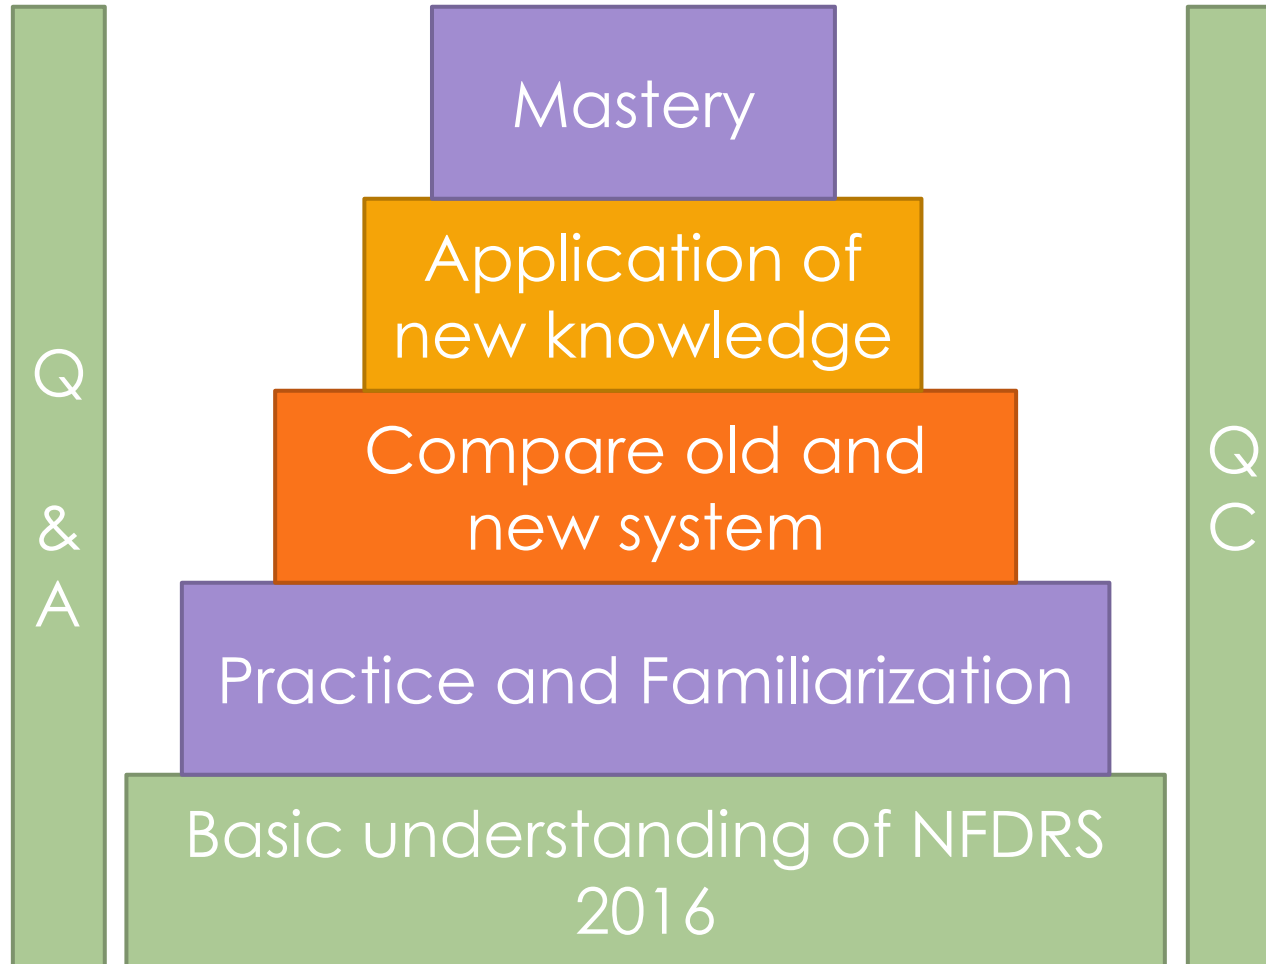 Mastery
Application of
new knowledge
Compare old and
new system
Practice and Familiarization
Basic understanding of NFDRS
2016
Q
&
A
Q
C